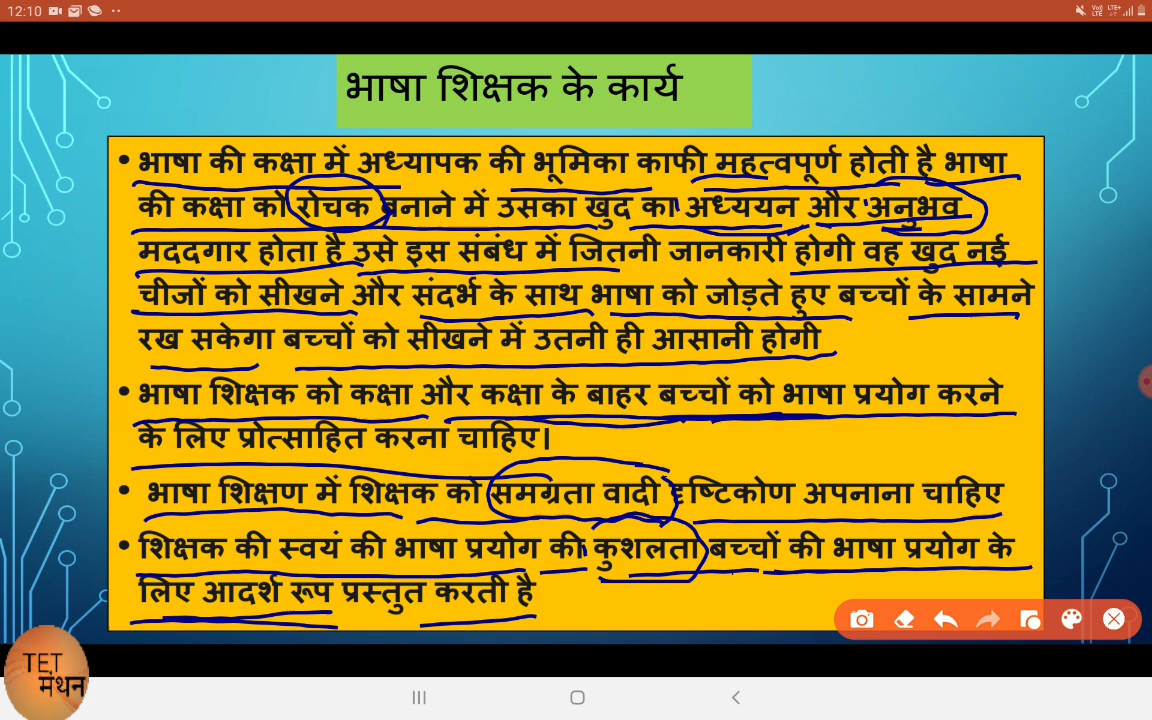 12:10
भाषा शिक्षक के कार्य
• भाषा की कक्षा में अध्यापक की भूमिका काफी महत्वपूर्ण होती है भाषा
की कक्षा को रोचक बनाने में उसका खुद का अध्ययन और अनुभव
मददगार होता है उसे इस संबंध में जितनी जानकारी होगी वह खुद नई
चीजों को सीखने और संदर्भ के साथ भाषा को जोड़ते हुए बच्चों के सामने
रख सकेगा बच्चों को सीखने में उतनी ही आसानी होगी
• भाषा शिक्षक को कक्षा और कक्षा के बाहर बच्चों को भाषा प्रयोग करने
के लिए प्रोत्साहित करना चाहिए।
• भाषा शिक्षण में शिक्षक को समग्रता वादी दृष्टिकोण अपनाना चाहिए
• शिक्षक की स्वयं की भाषा प्रयोग की कुशलता बच्चों की भाषा प्रयोग के
लिए आदर्श रूप प्रस्तुत करती है
TET
मंथन